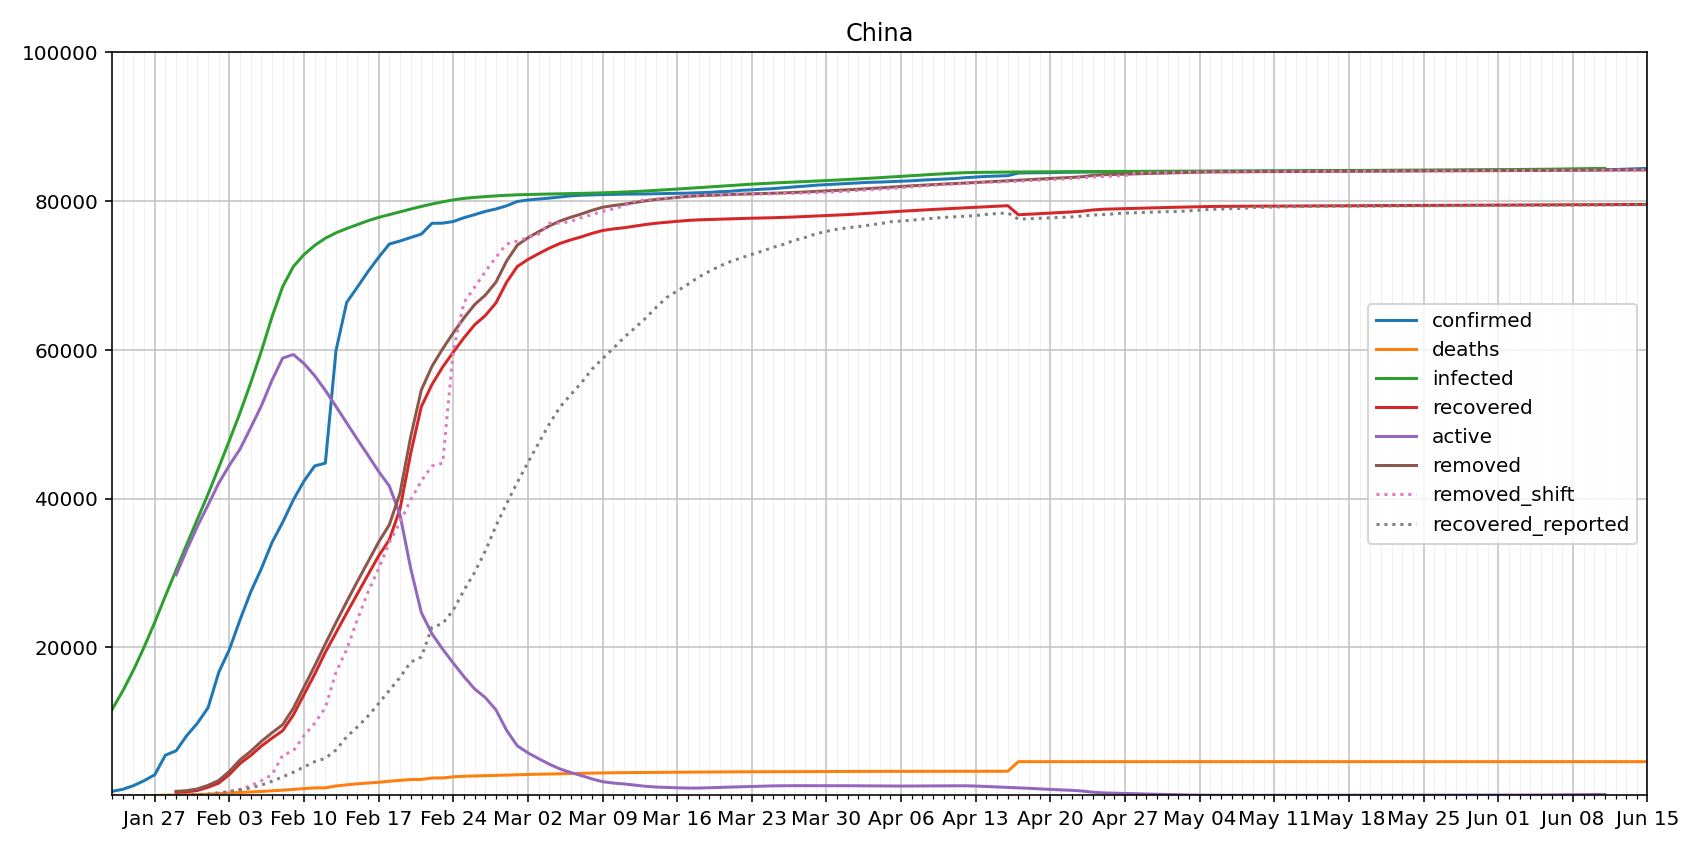 China
100000
80000
60000
40000
20000
confirmed
deaths
infected
recovered
active
removed
removed_shift
recovered_reported
Jan 27 Feb 03 Feb 10 Feb 17 Feb 24 Mar 02 Mar 09 Mar 16 Mar 23 Mar 30 Apr 06 Apr 13 Apr 20 Apr 27 May 04 May 11 May 18 May 25 Jun 01 Jun 08 Jun 15